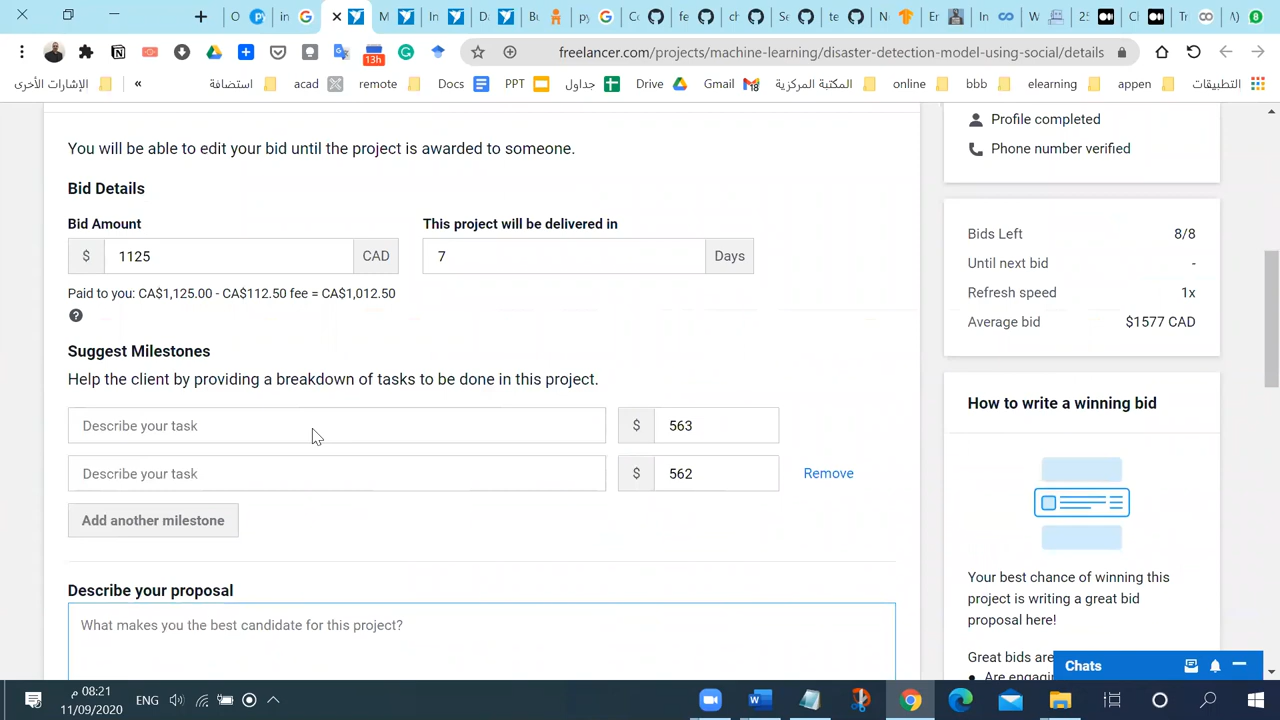 freelancer.com/projects/machine-learning/disaster-detection-model-using-social/details
13h
الإشارات الأخرى
»
استضافة
acad
remote
Docs
PPT
جداول
Drive
Gmail
المكتبة المركزية
online
bbb
elearning
appen
التطبيقات
You will be able to edit your bid until the project is awarded to someone.
Bid Details
Bid Amount
This project will be delivered in
$ 1125 CAD
7 Days
Paid to you: CA$1,125.00 - CA$112.50 fee = CA$1,012.50
Suggest Milestones
Help the client by providing a breakdown of tasks to be done in this project.
Describe your task $ 563
Describe your task $ 562 Remove
Add another milestone
Describe your proposal
What makes you the best candidate for this project?
Profile completed
Phone number verified
Bids Left 8/8
Until next bid -
Refresh speed 1x
Average bid $1577 CAD
How to write a winning bid
Your best chance of winning this
project is writing a great bid
proposal here!
Great bids are
Chats
08:21 م
11/09/2020
ENG